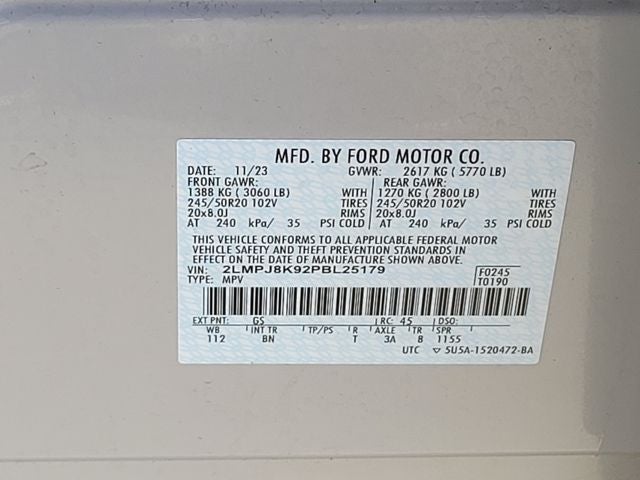 MFD. BY FORD MOTOR CO.
DATE: 11/23 GVWR: 2617 KG ( 5770 LB)
FRONT GAWR: REAR GAWR:
1388 KG ( 3060 LB) WITH 1270 KG ( 2800 LB) WITH
245/50R20 102V TIRES 245/50R20 102V TIRES
20x8.0J RIMS 20x8.0J RIMS
AT 240 kPa/ 35 PSI COLD AT 240 kPa/ 35 PSI COLD
THIS VEHICLE CONFORMS TO ALL APPLICABLE FEDERAL MOTOR
VEHICLE SAFETY AND THEFT PREVENTION STANDARDS IN
EFFECT ON THE DATE OF MANUFACTURE SHOWN ABOVE.
VIN: 2LMPJ8K92PBL25179 F0245
TYPE: MPV T0190
EXT PNT: GS RC: 45 DSO:
WB INT TR TP/PS R AXLE TR SPR
112 BN T 3A 8 1155
UTC ▽ 5U5A-1520472-BA